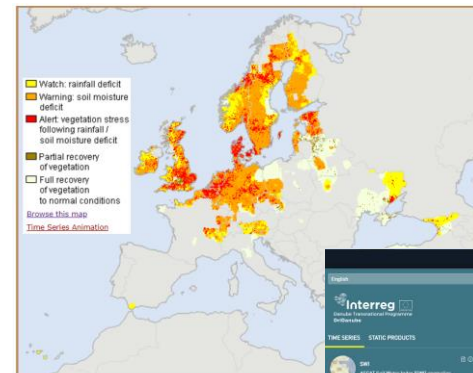 Watch: rainfall deficit
Warning: soil moisture
deficit
Alert: vegetation stress
following rainfall /
soil moisture deficit
Partial recovery
of vegetation
Full recovery
of vegetation
to normal conditions
Browse this map
Time Series Animation
English
Interreg
Danube Transnational Programme
DriDanube
TIME SERIES STATIC PRODUCTS
SWI